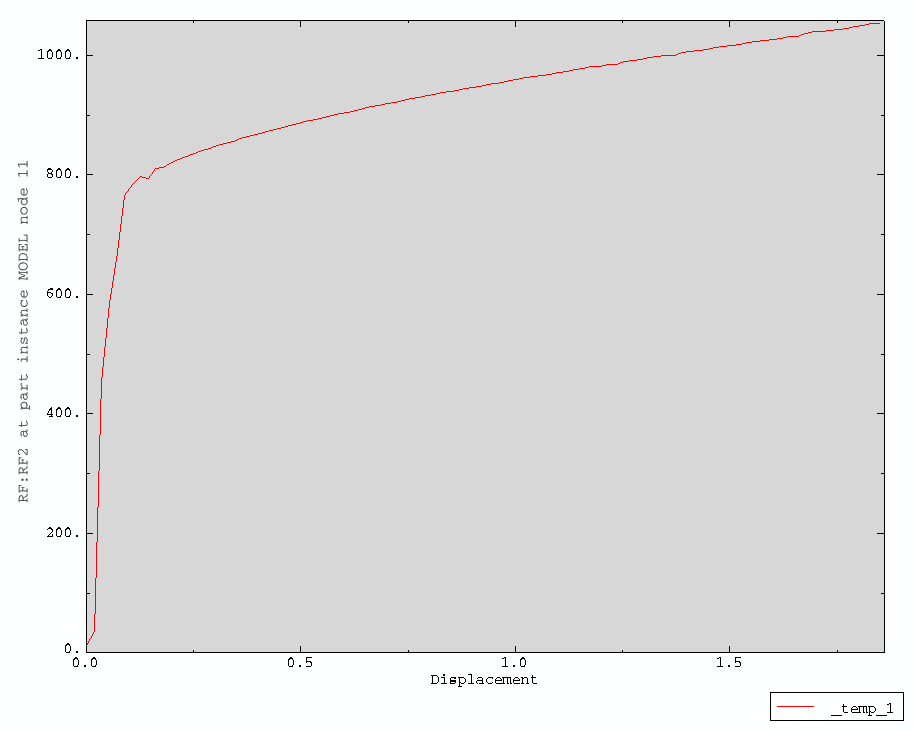 RF:RF2 at part instance MODEL node 11
1000.
800.
600.
400.
200.
0.
0.0 0.5 1.0 1.5
Displacement
_temp_1